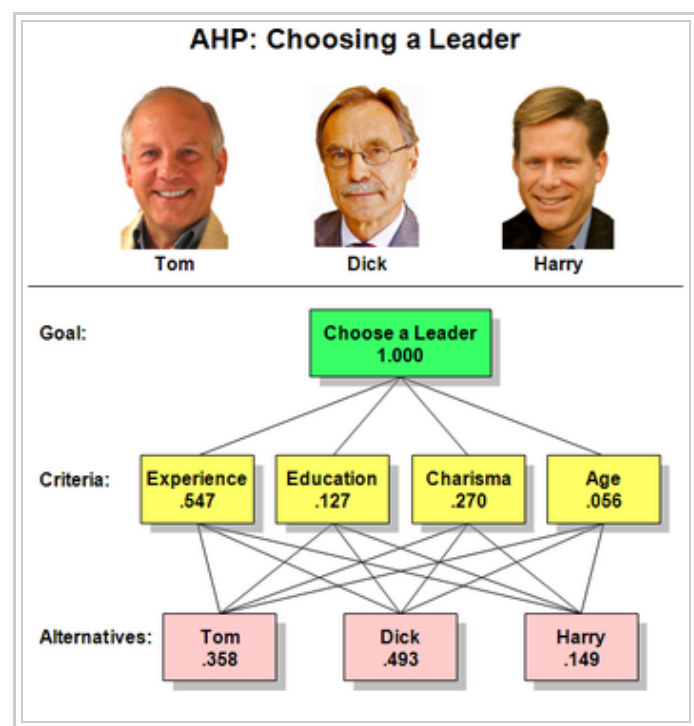 AHP: Choosing a Leader
Tom Dick Harry
Goal:
Choose a Leader
1.000
Criteria:
Experience
.547
Education
.127
Charisma
.270
Age
.056
Alternatives:
Tom
.358
Dick
.493
Harry
.149